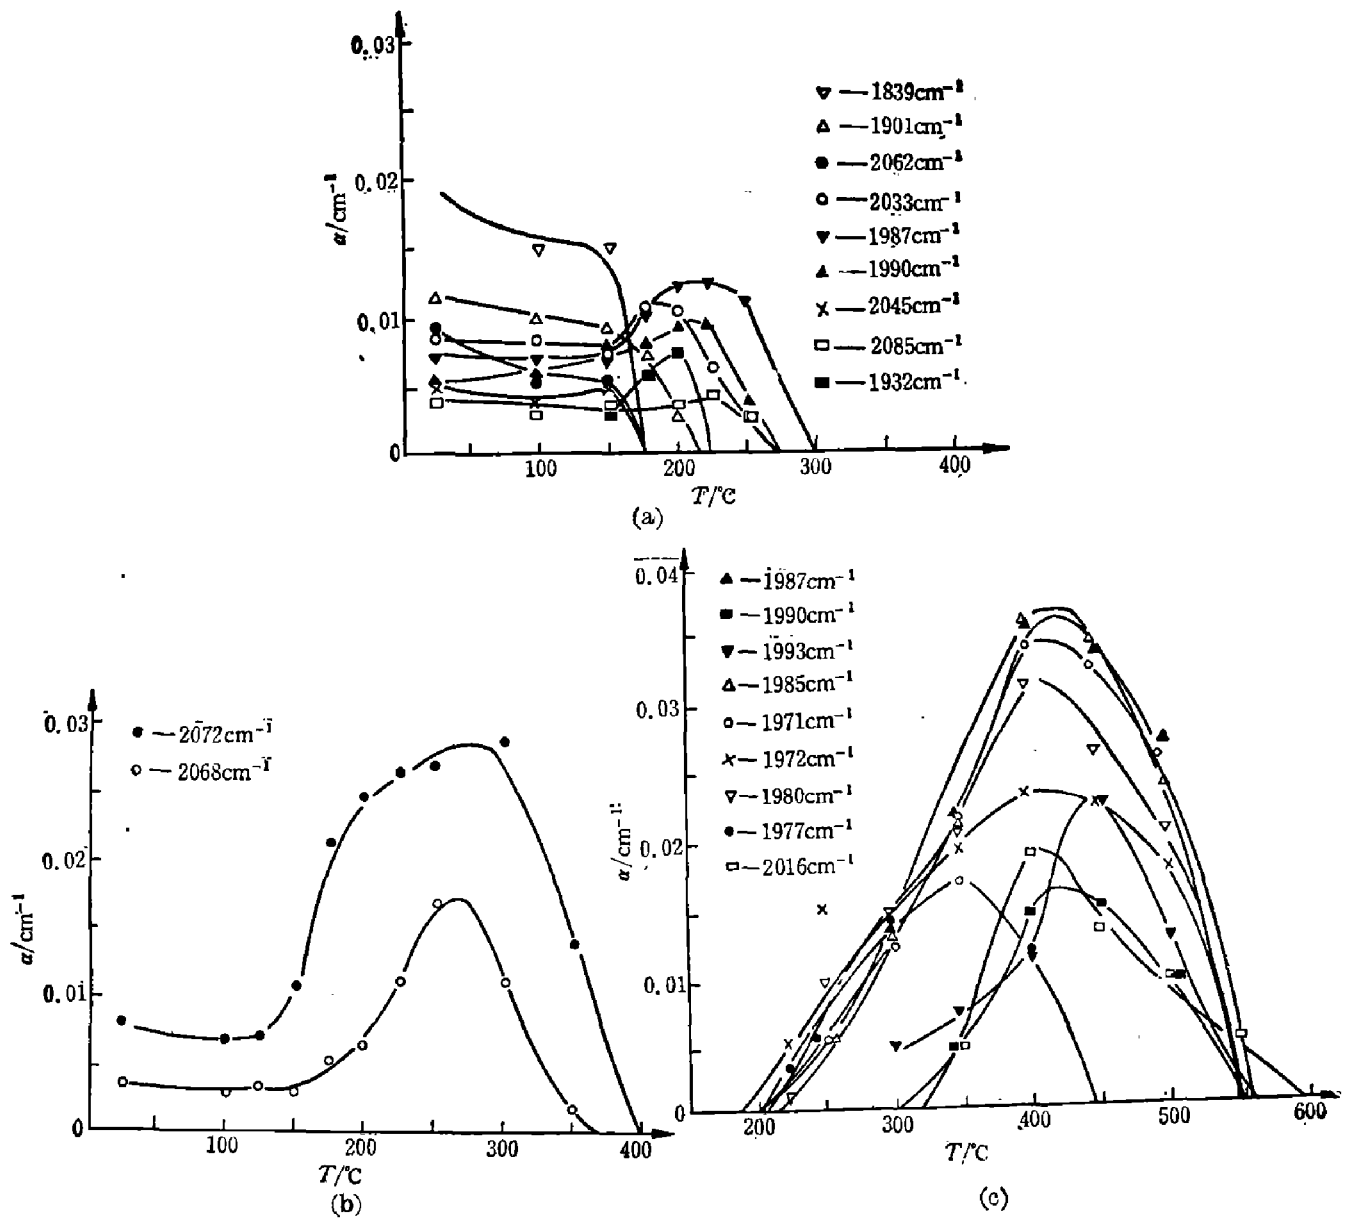 0.03
0.02
0.01
0
α/cm⁻¹
▽—1839cm⁻¹
△—1901cm⁻¹
●—2062cm⁻¹
○—2033cm⁻¹
▼—1987cm⁻¹
▲—1990cm⁻¹
×—2045cm⁻¹
□—2085cm⁻¹
■—1932cm⁻¹
100 200 300 400
T/℃
(a)
0.03
0.02
0.01
0
α/cm⁻¹
●—2072cm⁻¹
○—2068cm⁻¹
100 200 300 400
T/℃
(b)
0.04
0.03
0.02
0.01
0
α/cm⁻¹
▲—1987cm⁻¹
■—1990cm⁻¹
▼—1993cm⁻¹
△—1985cm⁻¹
○—1971cm⁻¹
×—1972cm⁻¹
▽—1980cm⁻¹
●—1977cm⁻¹
□—2016cm⁻¹
200 300 400 500 600
T/℃
(c)